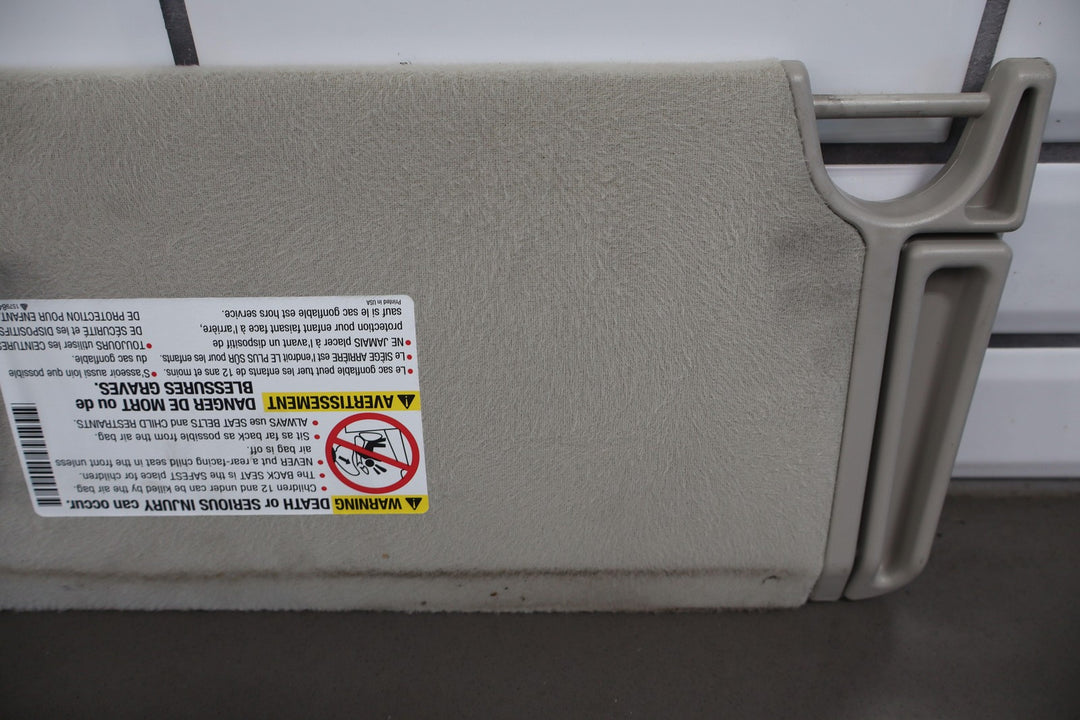 WARNING DEATH or SERIOUS INJURY can occur.
• Children 12 and under can be killed by the air bag.
• The BACK SEAT is the SAFEST place for children.
• NEVER put a rear-facing child seat in the front unless
air bag is off.
• Sit as far back as possible from the air bag.
• ALWAYS use SEAT BELTS and CHILD RESTRAINTS.
AVERTISSEMENT DANGER DE MORT ou de
BLESSURES GRAVES.
• Le sac gonflable peut tuer les enfants de 12 ans et moins.
• Le SIÈGE ARRIÈRE est l'endroit LE PLUS SÛR pour les enfants.
• NE JAMAIS placer à l'avant un dispositif de
protection pour enfant faisant face à l'arrière,
sauf si le sac gonflable est hors service.
• S'asseoir aussi loin que possible
du sac gonflable.
• TOUJOURS utiliser les CEINTURES
DE SÉCURITÉ et les DISPOSITIFS
DE PROTECTION POUR ENFANT
Printed in USA